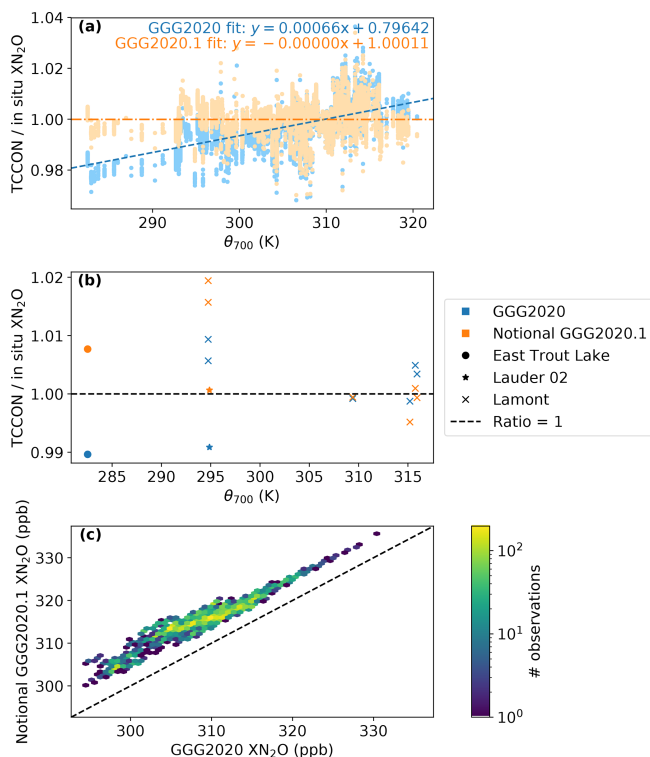 (a)
GGG2020 fit: y = 0.00066x + 0.79642
GGG2020.1 fit: y = −0.00000x + 1.00011
TCCON / in situ XN₂O
1.04
1.02
1.00
0.98
290
300
310
320
θ₇₀₀ (K)
(b)
TCCON / in situ XN₂O
1.02
1.01
1.00
0.99
285
290
295
300
305
310
315
θ₇₀₀ (K)
GGG2020
Notional GGG2020.1
East Trout Lake
Lauder 02
Lamont
Ratio = 1
(c)
Notional GGG2020.1 XN₂O (ppb)
330
320
310
300
300
310
320
330
GGG2020 XN₂O (ppb)
10²
10¹
10⁰
# observations